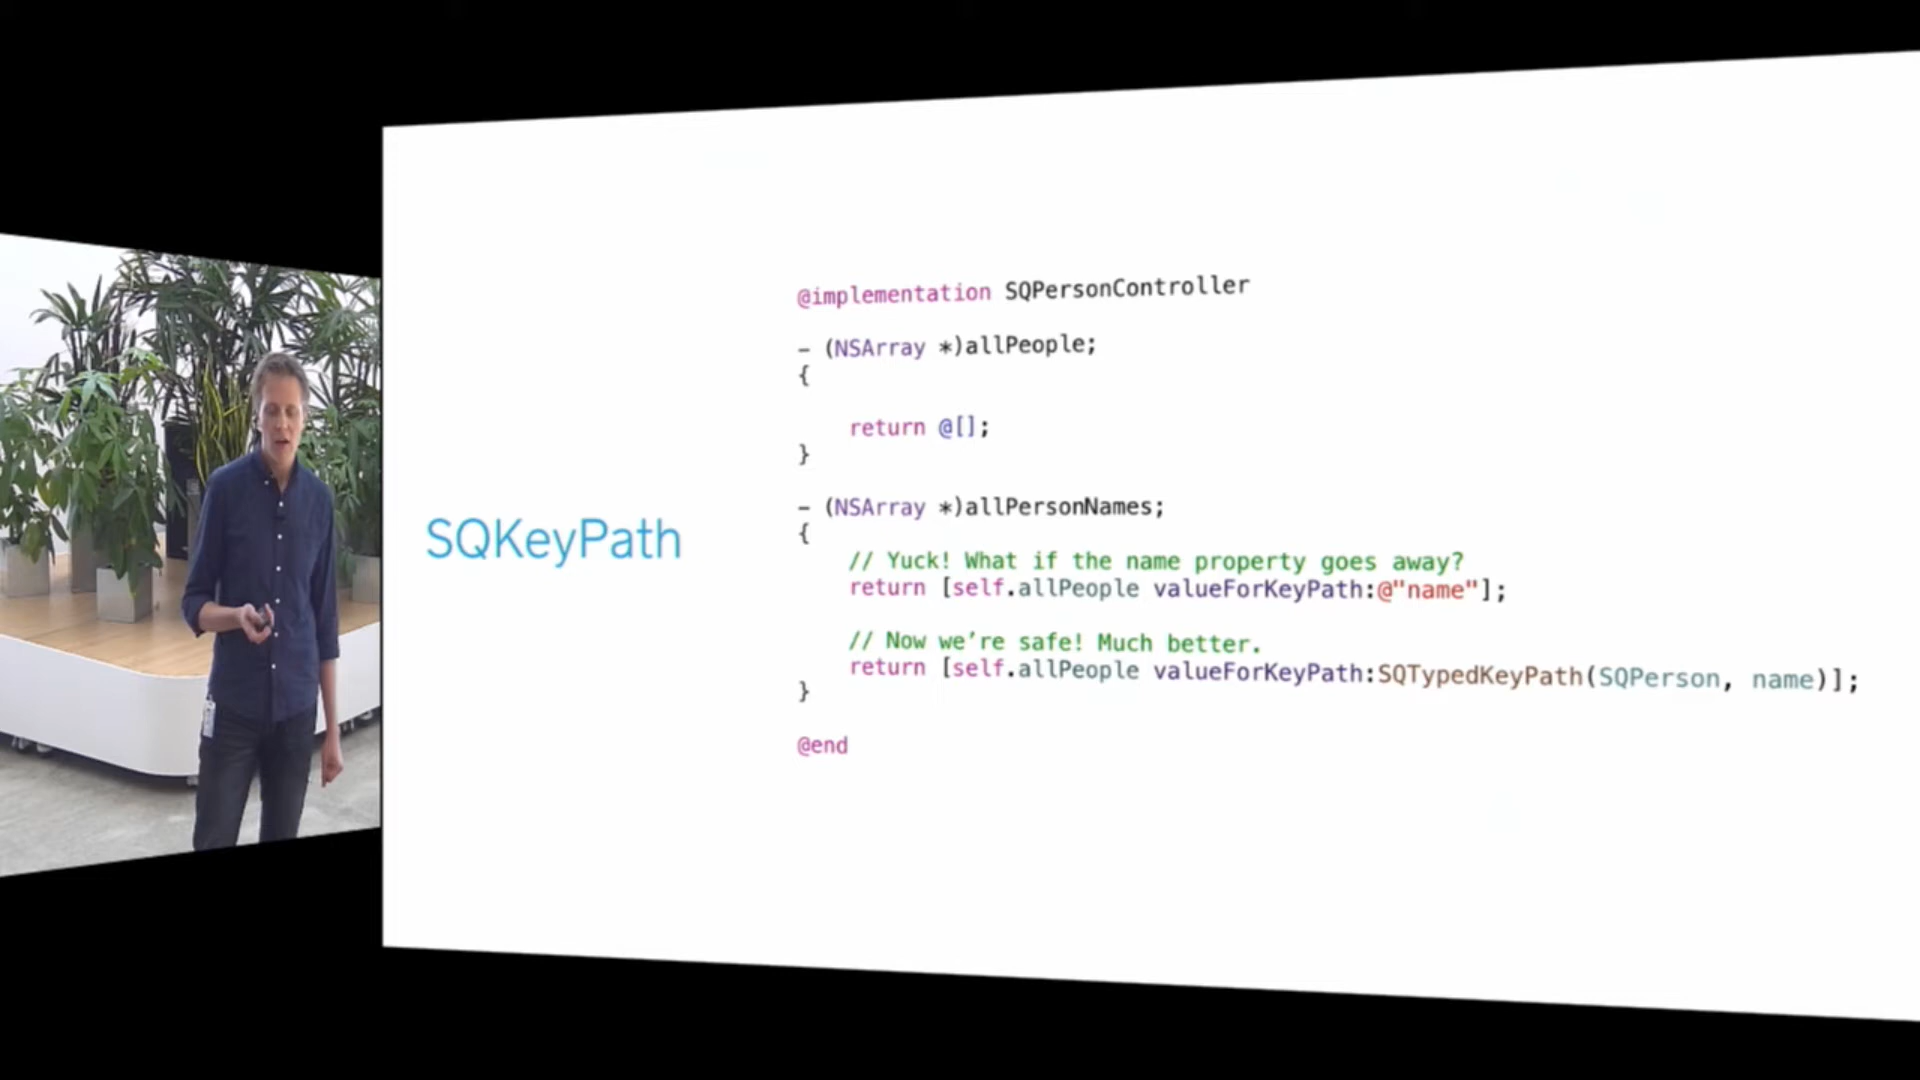 SQKeyPath
@implementation SQPersonController
- (NSArray *)allPeople;
{
return @[];
}
- (NSArray *)allPersonNames;
{
// Yuck! What if the name property goes away?
return [self.allPeople valueForKeyPath:@"name"];
// Now we're safe! Much better.
return [self.allPeople valueForKeyPath:SQTypedKeyPath(SQPerson, name)];
}
@end